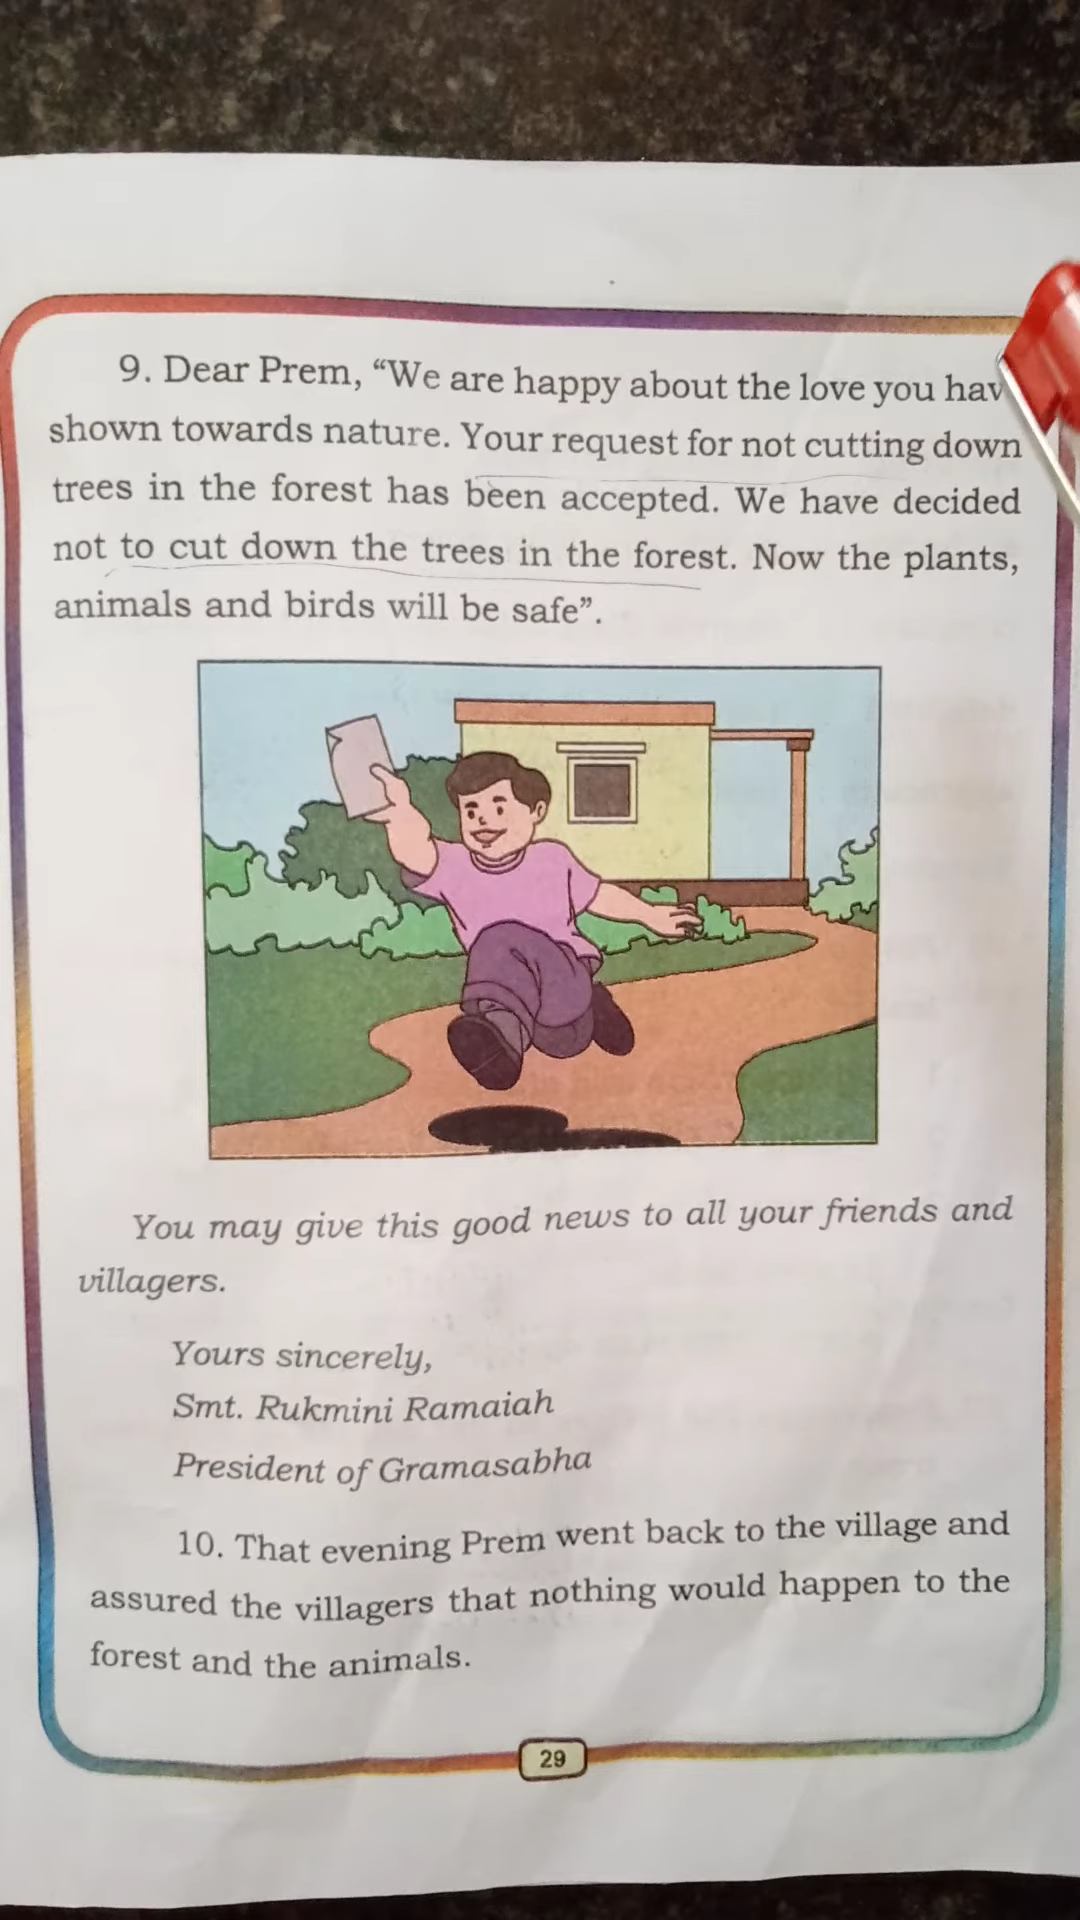 9. Dear Prem, “We are happy about the love you hav
shown towards nature. Your request for not cutting down
trees in the forest has been accepted. We have decided
not to cut down the trees in the forest. Now the plants,
animals and birds will be safe”.
You may give this good news to all your friends and
villagers.
Yours sincerely,
Smt. Rukmini Ramaiah
President of Gramasabha
10. That evening Prem went back to the village and
assured the villagers that nothing would happen to the
forest and the animals.
29